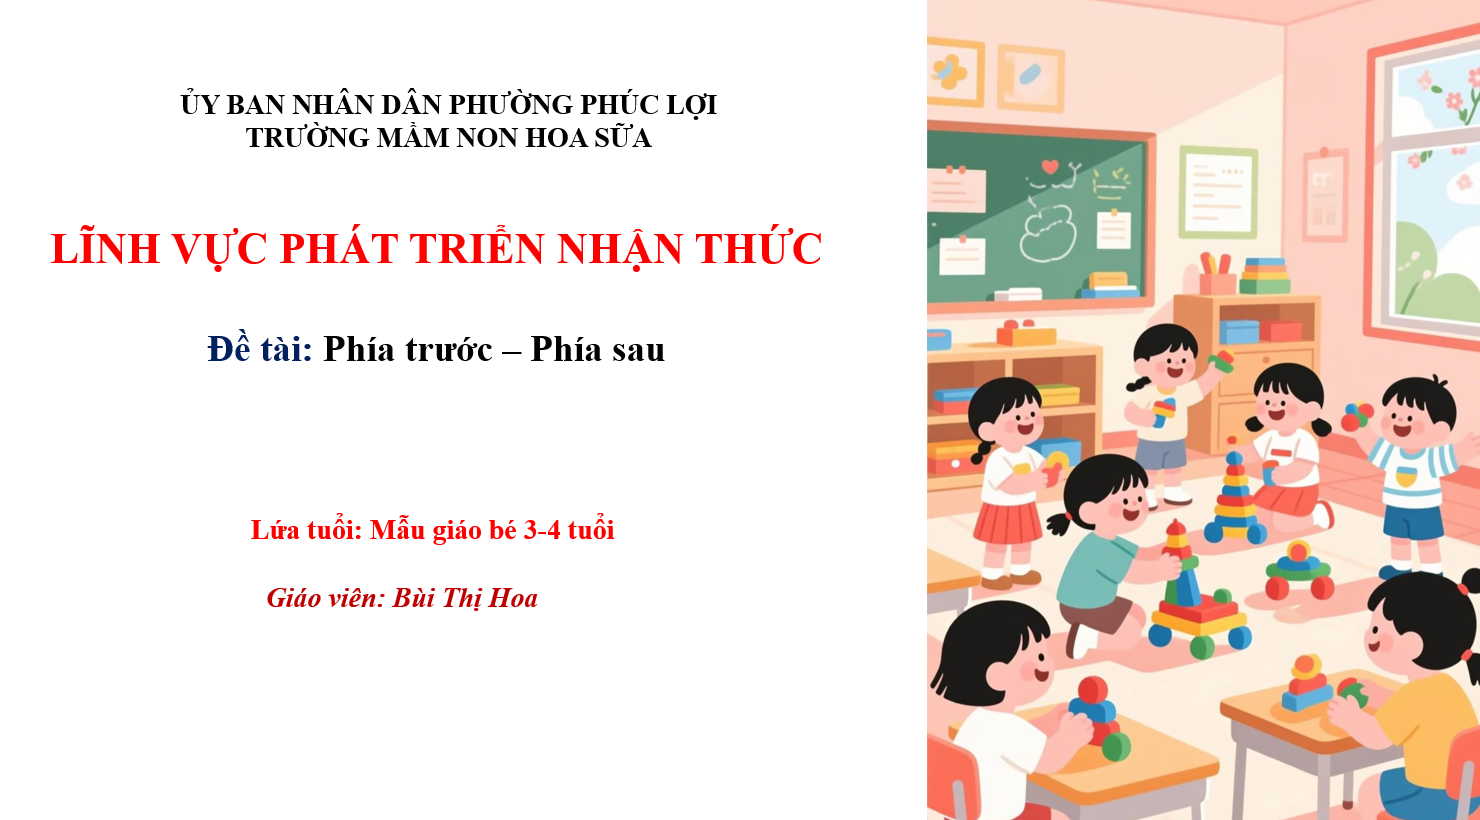 ỦY BAN NHÂN DÂN PHƯỜNG PHÚC LỢI
TRƯỜNG MẦM NON HOA SỮA
LĨNH VỰC PHÁT TRIỂN NHẬN THỨC
Đề tài: Phía trước – Phía sau
Lứa tuổi: Mẫu giáo bé 3-4 tuổi
Giáo viên: Bùi Thị Hoa